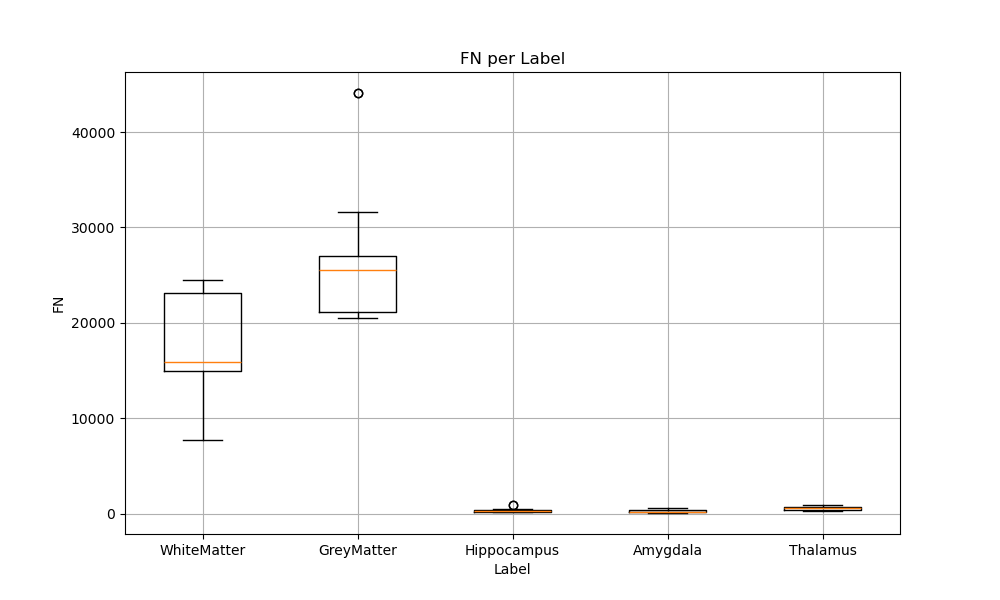 FN per Label
FN
40000
30000
20000
10000
0
WhiteMatter GreyMatter Hippocampus Amygdala Thalamus
Label